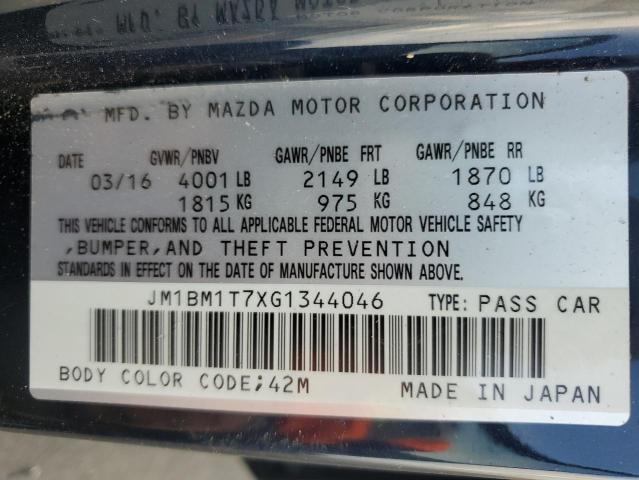 MFD. BY MAZDA MOTOR CORPORATION
DATE GVWR/PNBV GAWR/PNBE FRT GAWR/PNBE RR
03/16 4001 LB 2149 LB 1870 LB
1815 KG 975 KG 848 KG
THIS VEHICLE CONFORMS TO ALL APPLICABLE FEDERAL MOTOR VEHICLE SAFETY
,BUMPER,AND THEFT PREVENTION
STANDARDS IN EFFECT ON THE DATE OF MANUFACTURE SHOWN ABOVE.
JM1BM1T7XG1344046 TYPE: PASS CAR
BODY COLOR CODE;42M MADE IN JAPAN